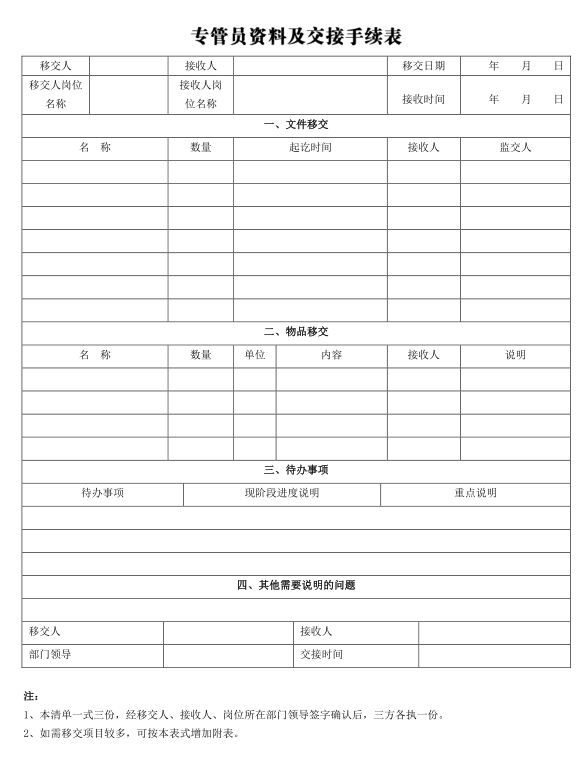 专管员资料及交接手续表
移交人 接收人 移交日期 年 月 日
移交人岗位名称 接收人岗位名称 接收时间 年 月 日
一、文件移交
名 称 数量 起讫时间 接收人 监交人
二、物品移交
名 称 数量 单位 内容 接收人 说明
三、待办事项
待办事项 现阶段进度说明 重点说明
四、其他需要说明的问题
移交人 接收人
部门领导 交接时间
注：
1、本清单一式三份，经移交人、接收人、岗位所在部门领导签字确认后，三方各执一份。
2、如需移交项目较多，可按本表式增加附表。